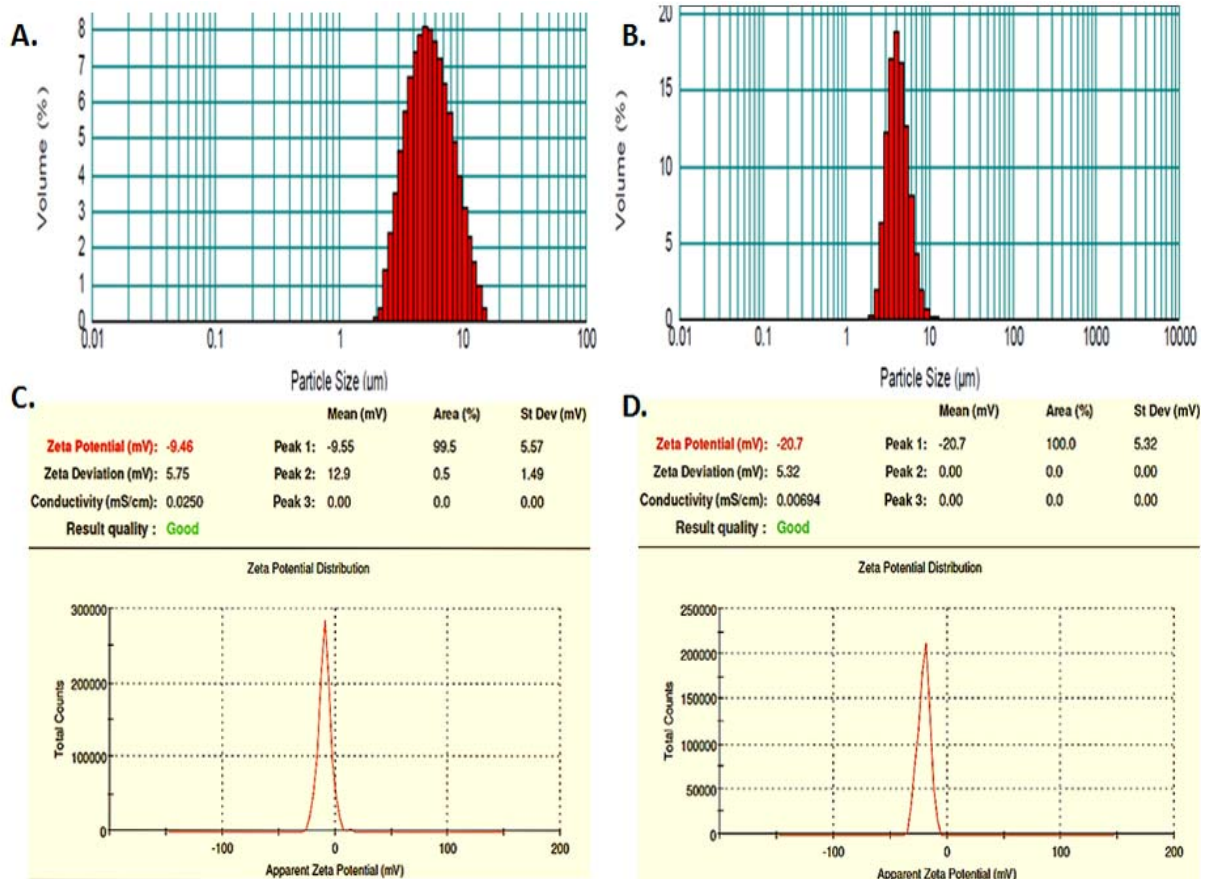 A.
8
7
6
5
4
3
2
1
0
Volume (%)
0.01 0.1 1 10 100
Particle Size (µm)
B.
20
15
10
5
0
Volume (%)
0.01 0.1 1 10 100 1000 10000
Particle Size (µm)
C.
Mean (mV) Area (%) St Dev (mV)
Zeta Potential (mV): -9.46 Peak 1: -9.55 99.5 5.57
Zeta Deviation (mV): 5.75 Peak 2: 12.9 0.5 1.49
Conductivity (mS/cm): 0.0250 Peak 3: 0.00 0.0 0.00
Result quality : Good
Zeta Potential Distribution
300000
200000
100000
0
Total Counts
-100 0 100 200
Apparent Zeta Potential (mV)
D.
Mean (mV) Area (%) St Dev (mV)
Zeta Potential (mV): -20.7 Peak 1: -20.7 100.0 5.32
Zeta Deviation (mV): 5.32 Peak 2: 0.00 0.0 0.00
Conductivity (mS/cm): 0.00694 Peak 3: 0.00 0.0 0.00
Result quality : Good
Zeta Potential Distribution
250000
200000
150000
100000
50000
0
Total Counts
-100 0 100 200
Apparent Zeta Potential (mV)